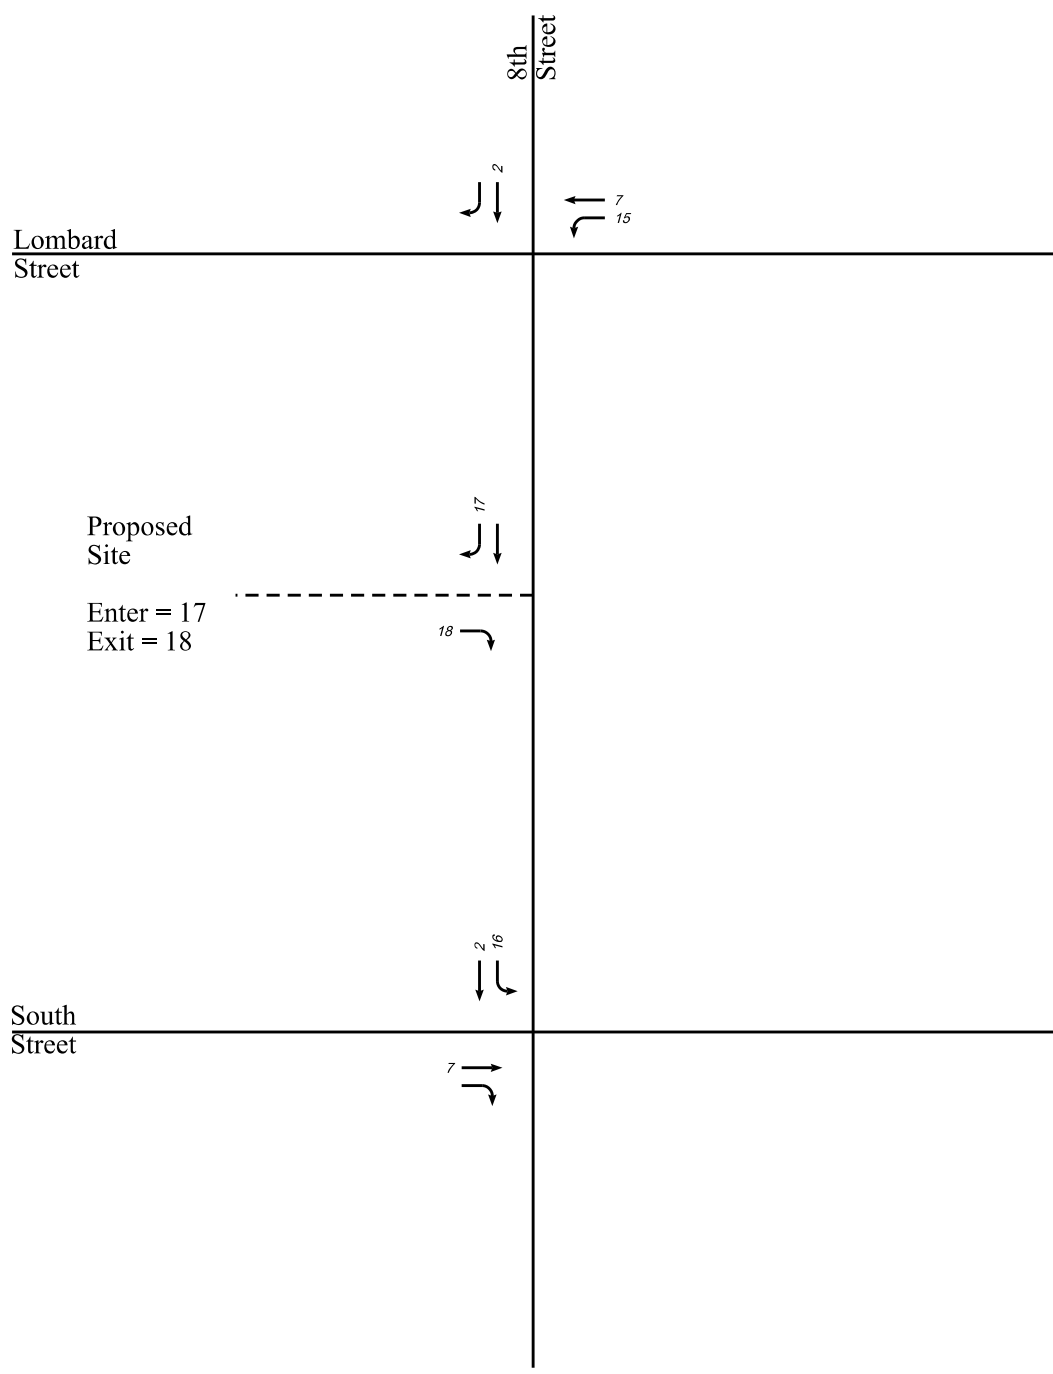 8th
Street
2
7
15
Lombard
Street
17
Proposed
Site
Enter = 17
Exit = 18
18
2
16
South
Street
7